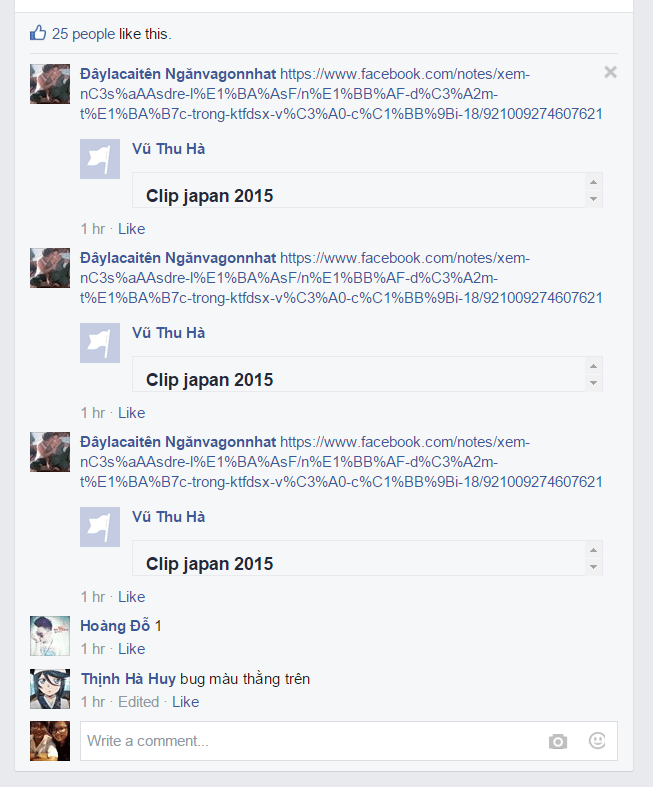 25 people like this.
Đâylacaitên Ngănvagonnhat https://www.facebook.com/notes/xem-
nC3s%aAAsdre-l%E1%BA%AsF/n%E1%BB%AF-d%C3%A2m-
t%E1%BA%B7c-trong-ktfdsx-v%C3%A0-c%C1%BB%9Bi-18/921009274607621
Vũ Thu Hà
Clip japan 2015
1 hr · Like
Đâylacaitên Ngănvagonnhat https://www.facebook.com/notes/xem-
nC3s%aAAsdre-l%E1%BA%AsF/n%E1%BB%AF-d%C3%A2m-
t%E1%BA%B7c-trong-ktfdsx-v%C3%A0-c%C1%BB%9Bi-18/921009274607621
Vũ Thu Hà
Clip japan 2015
1 hr · Like
Đâylacaitên Ngănvagonnhat https://www.facebook.com/notes/xem-
nC3s%aAAsdre-l%E1%BA%AsF/n%E1%BB%AF-d%C3%A2m-
t%E1%BA%B7c-trong-ktfdsx-v%C3%A0-c%C1%BB%9Bi-18/921009274607621
Vũ Thu Hà
Clip japan 2015
1 hr · Like
Hoàng Đỗ 1
1 hr · Like
Thịnh Hà Huy bug màu thằng trên
1 hr · Edited · Like
Write a comment...